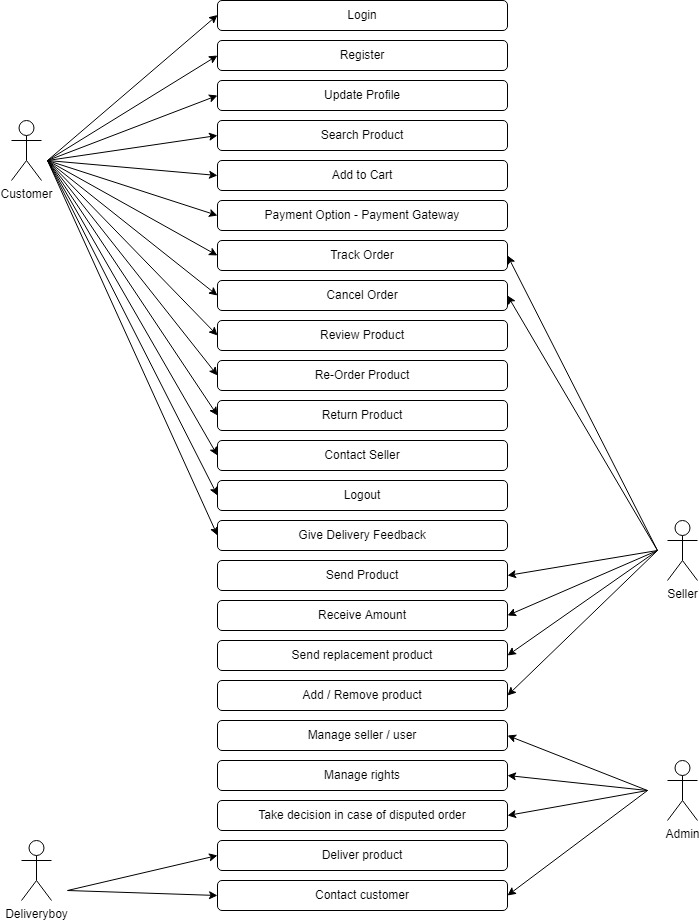 Login
Register
Update Profile
Search Product
Customer
Add to Cart
Payment Option - Payment Gateway
Track Order
Cancel Order
Review Product
Re-Order Product
Return Product
Contact Seller
Logout
Give Delivery Feedback
Send Product
Seller
Receive Amount
Send replacement product
Add / Remove product
Manage seller / user
Manage rights
Take decision in case of disputed order
Admin
Deliver product
Contact customer
Deliveryboy